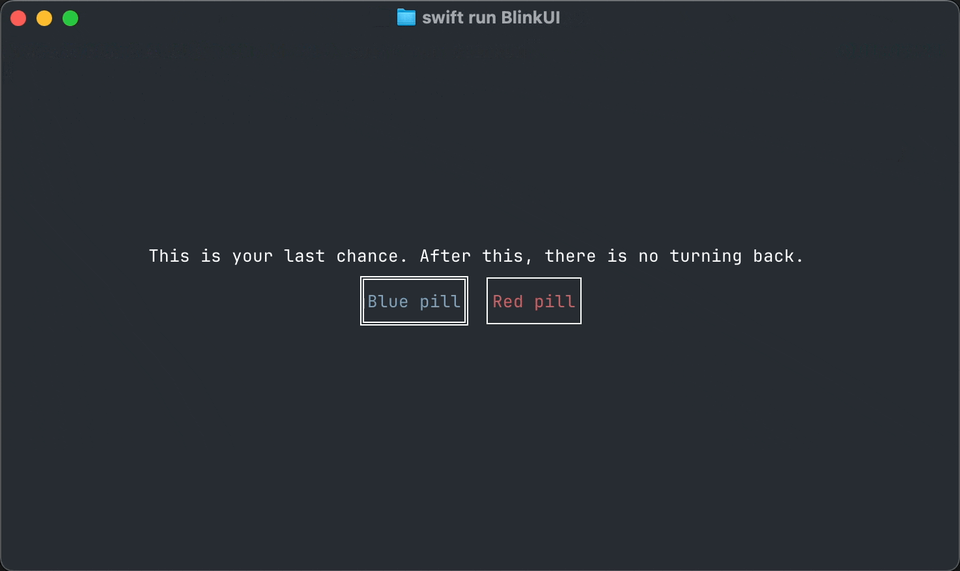 swift run BlinkUI
This is your last chance. After this, there is no turning back.
Blue pill Red pill